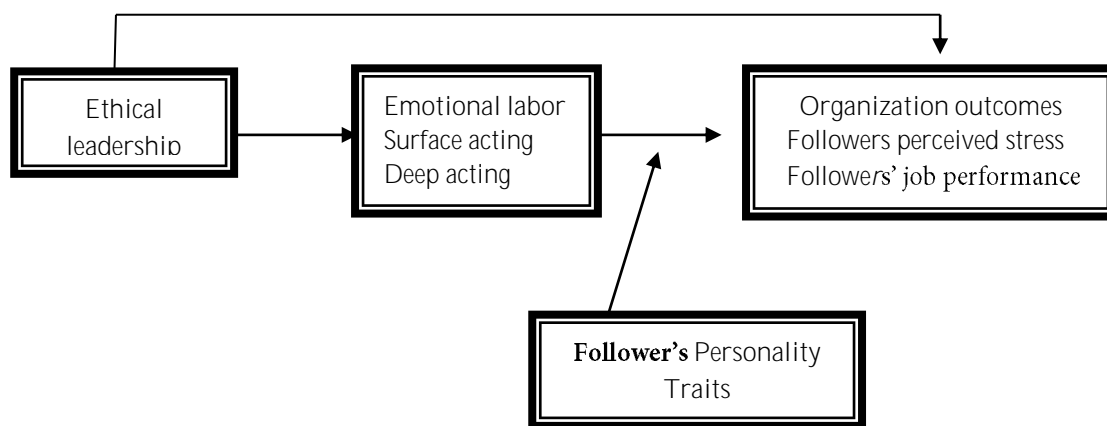 Ethical
leadership
Emotional labor
Surface acting
Deep acting
Organization outcomes
Followers perceived stress
Followers' job performance
Follower's Personality
Traits